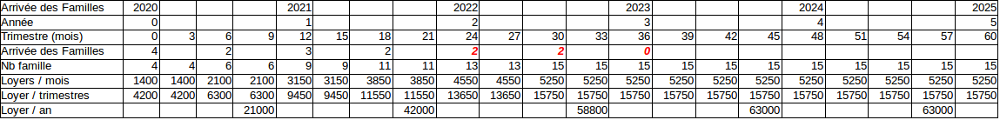 Arrivée des Familles 2020 2021 2022 2023 2024 2025
Année 0 1 2 3 4 5
Trimestre (mois) 0 3 6 9 12 15 18 21 24 27 30 33 36 39 42 45 48 51 54 57 60
Arrivée des Familles 4 2 3 2 2 2 0
Nb famille 4 4 6 6 9 9 11 11 13 13 15 15 15 15 15 15 15 15 15 15 15
Loyers / mois 1400 1400 2100 2100 3150 3150 3850 3850 4550 4550 5250 5250 5250 5250 5250 5250 5250 5250 5250 5250 5250
Loyer / trimestres 4200 4200 6300 6300 9450 9450 11550 11550 13650 13650 15750 15750 15750 15750 15750 15750 15750 15750 15750 15750 15750
Loyer / an 21000 42000 58800 63000 63000